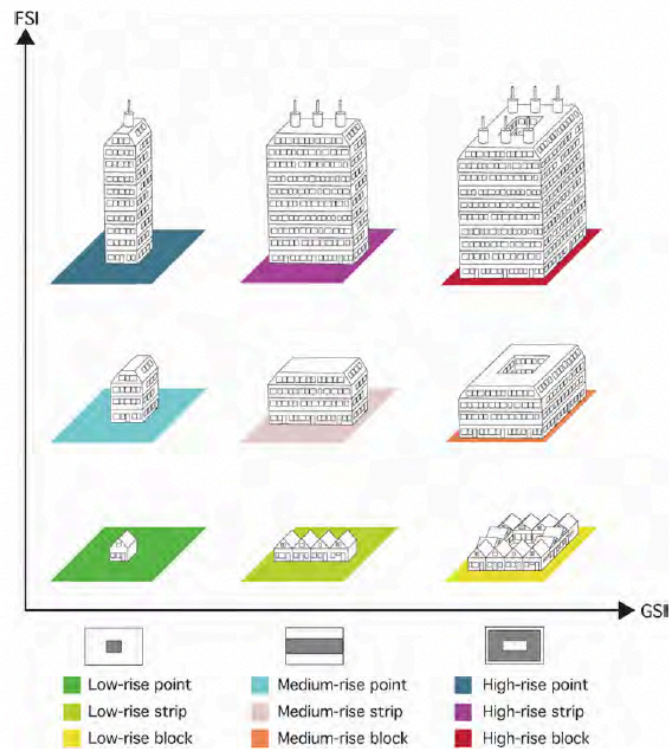 FSI
GSI
Low-rise point
Medium-rise point
High-rise point
Low-rise strip
Medium-rise strip
High-rise strip
Low-rise block
Medium-rise block
High-rise block